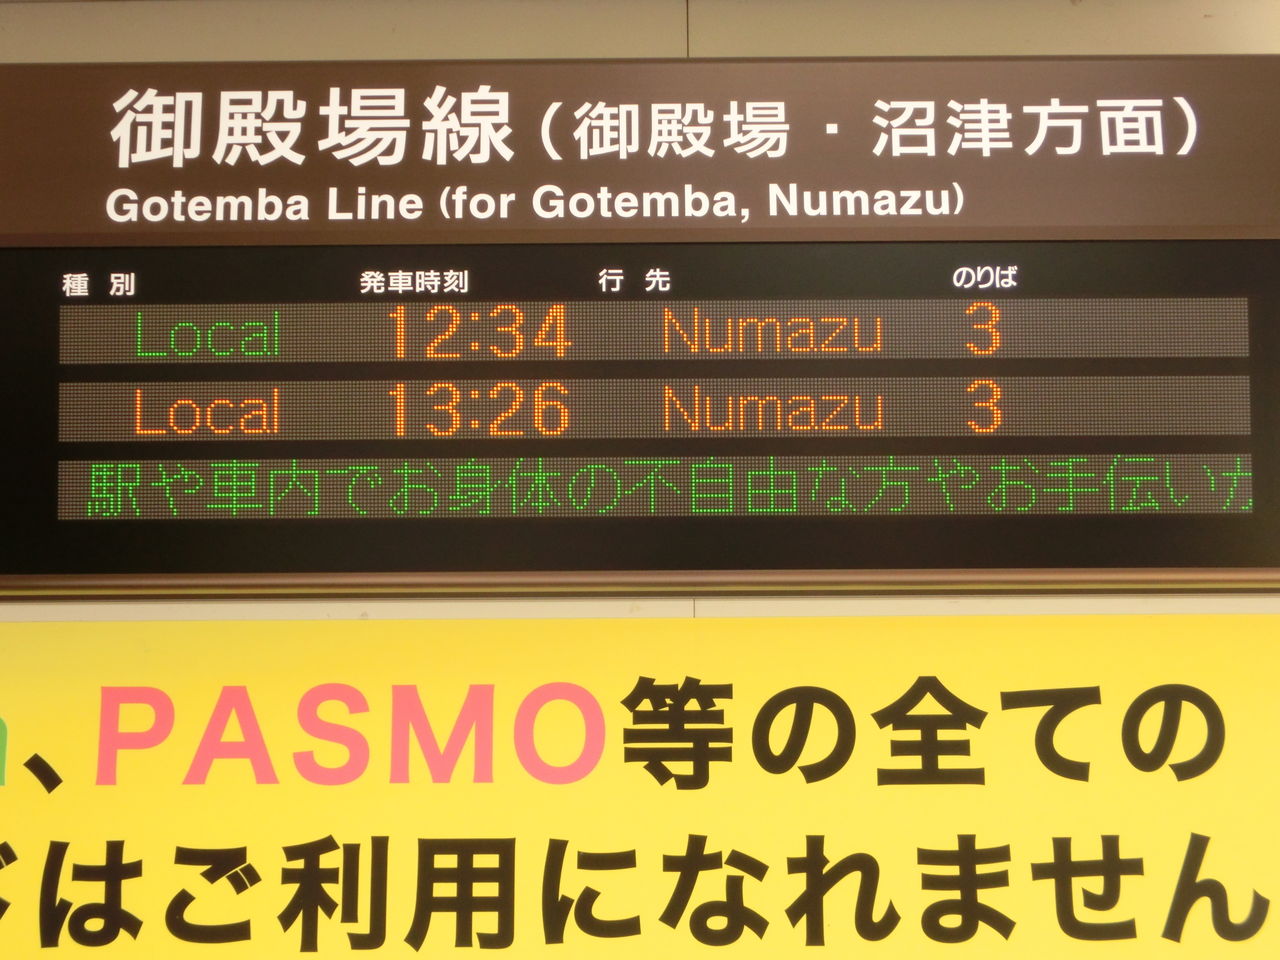 御殿場線（御殿場・沼津方面）
Gotemba Line (for Gotemba, Numazu)
種別 発車時刻 行先 のりば
Local 12:34 Numazu 3
Local 13:26 Numazu 3
駅や車内でお身体の不自由な方やお手伝いが
、PASMO等の全ての
はご利用になれません